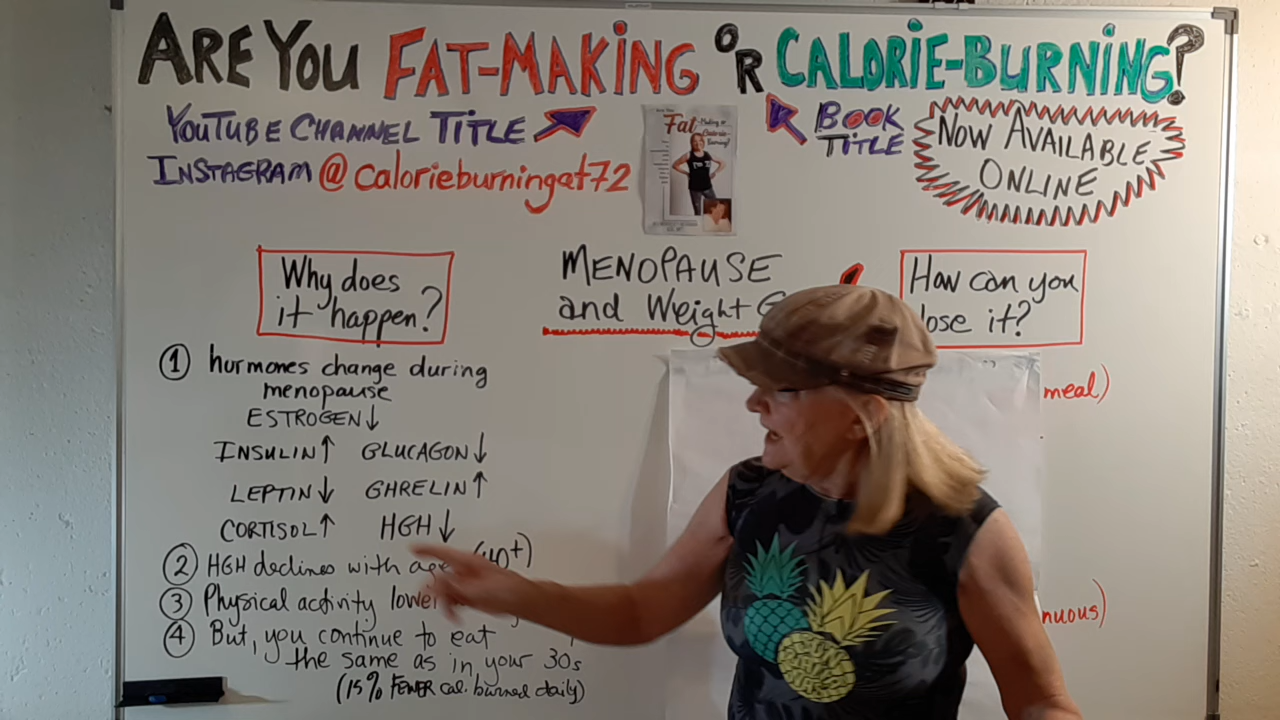 ARE YOU FAT-MAKING OR CALORIE-BURNING?
YOUTUBE CHANNEL TITLE
BOOK TITLE
NOW AVAILABLE ONLINE
INSTAGRAM @calorieburningat72
Fat
Why does
it happen?
MENOPAUSE
and Weight G
How can you
lose it?
① hormones change during
menopause
ESTROGEN↓
INSULIN↑ GLUCAGON↓
LEPTIN↓ GHRELIN↑
CORTISOL↑ HGH↓
② HGH declines with age (40+)
③ Physical activity
④ But, you continue to eat
the same as in your 30s
(15% FEWER cal. burned daily)
meal)
nuous)